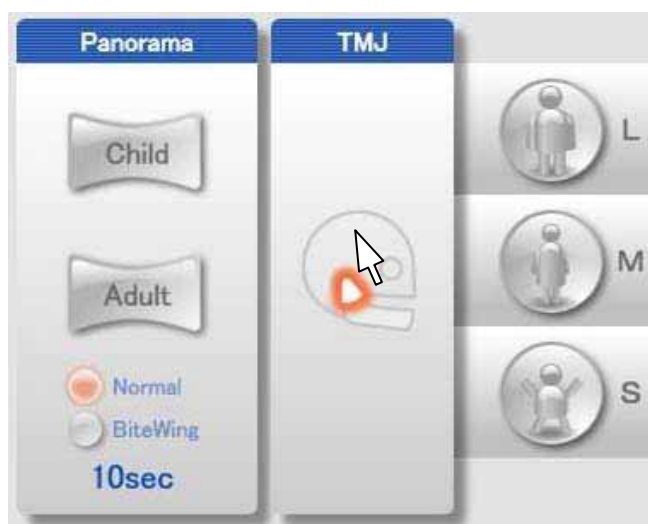 Panorama
TMJ
Child
L
Adult
M
Normal
BiteWing
S
10sec